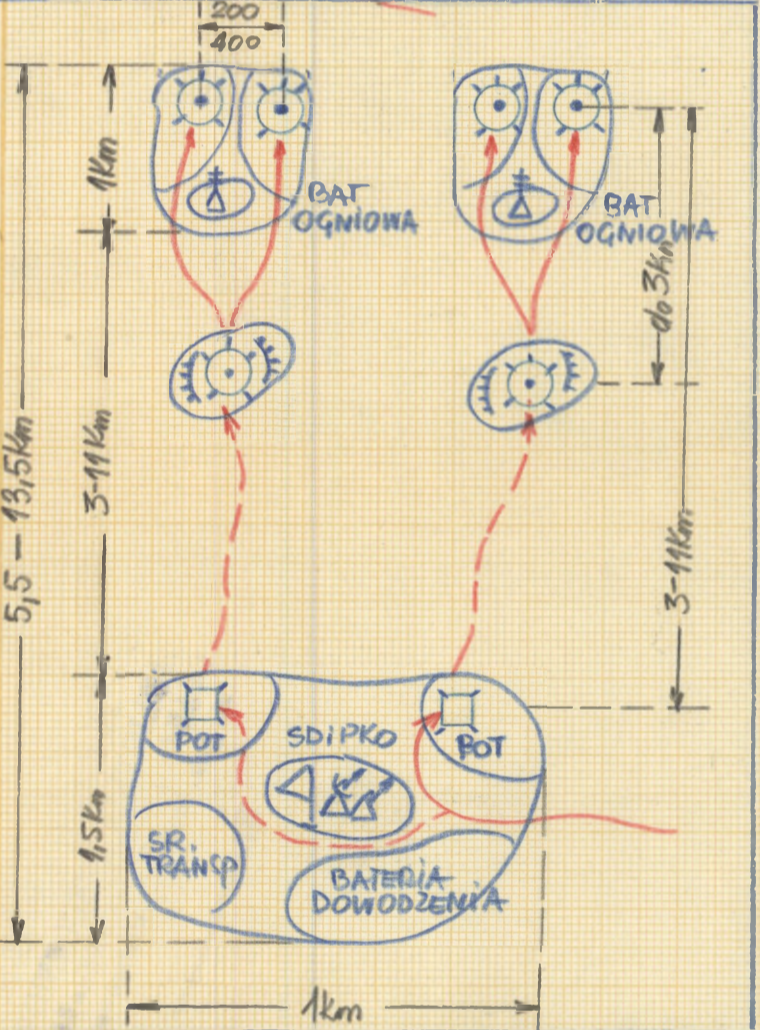 200
400
1Km
BAT
OGNIOWA
BAT
OGNIOWA
do 3Km
3-11Km
5,5 – 13,5Km
3-11Km
POT
SDiPKO
POT
1,5Km
ŚR.
TRANSP
BATERIA
DOWODZENIA
1Km